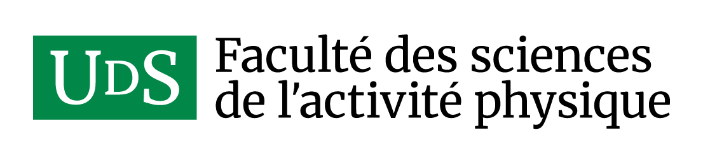 UDS
Faculté des sciences
de l'activité physique